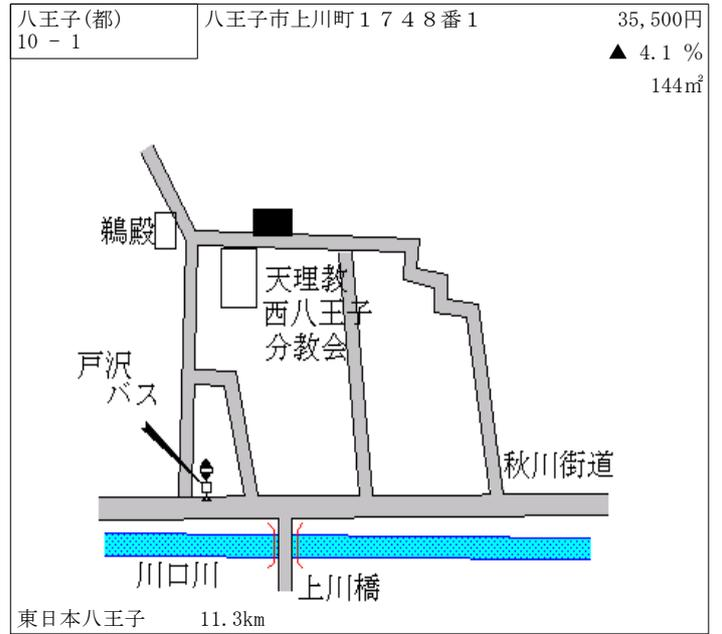 八王子(都)
10 - 1
八王子市上川町１７４８番１
35,500円
▲ 4.1 %
144㎡
鵜殿
天理教
西八王子
分教会
戸沢
バス
秋川街道
川口川
上川橋
東日本八王子 11.3km